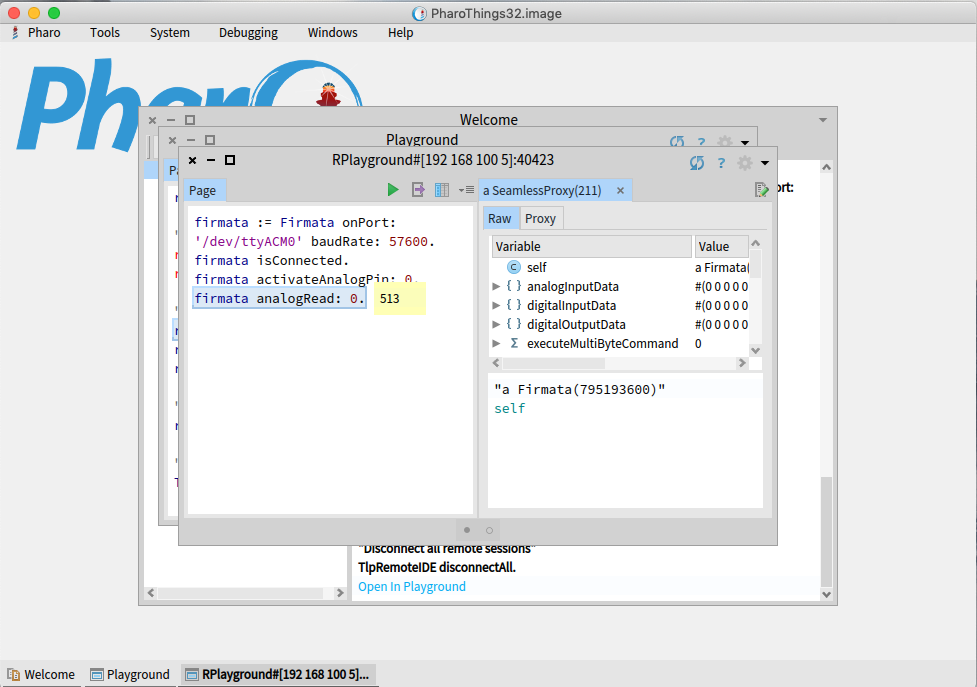 PharoThings32.image
Pharo Tools System Debugging Windows Help
Welcome
Playground
RPlayground#[192 168 100 5]:40423
Page
a SeamlessProxy(211)
firmata := Firmata onPort:
'/dev/ttyACM0' baudRate: 57600.
firmata isConnected.
firmata activateAnalogPin: 0.
firmata analogRead: 0.
513
Raw Proxy
Variable Value
self a Firmata(
analogInputData #(0 0 0 0 0
digitalInputData #(0 0 0 0 0
digitalOutputData #(0 0 0 0 0
executeMultiByteCommand 0
"a Firmata(795193600)"
self
"Disconnect all remote sessions"
TlpRemoteIDE disconnectAll.
Open In Playground
Welcome Playground RPlayground#[192 168 100 5]...